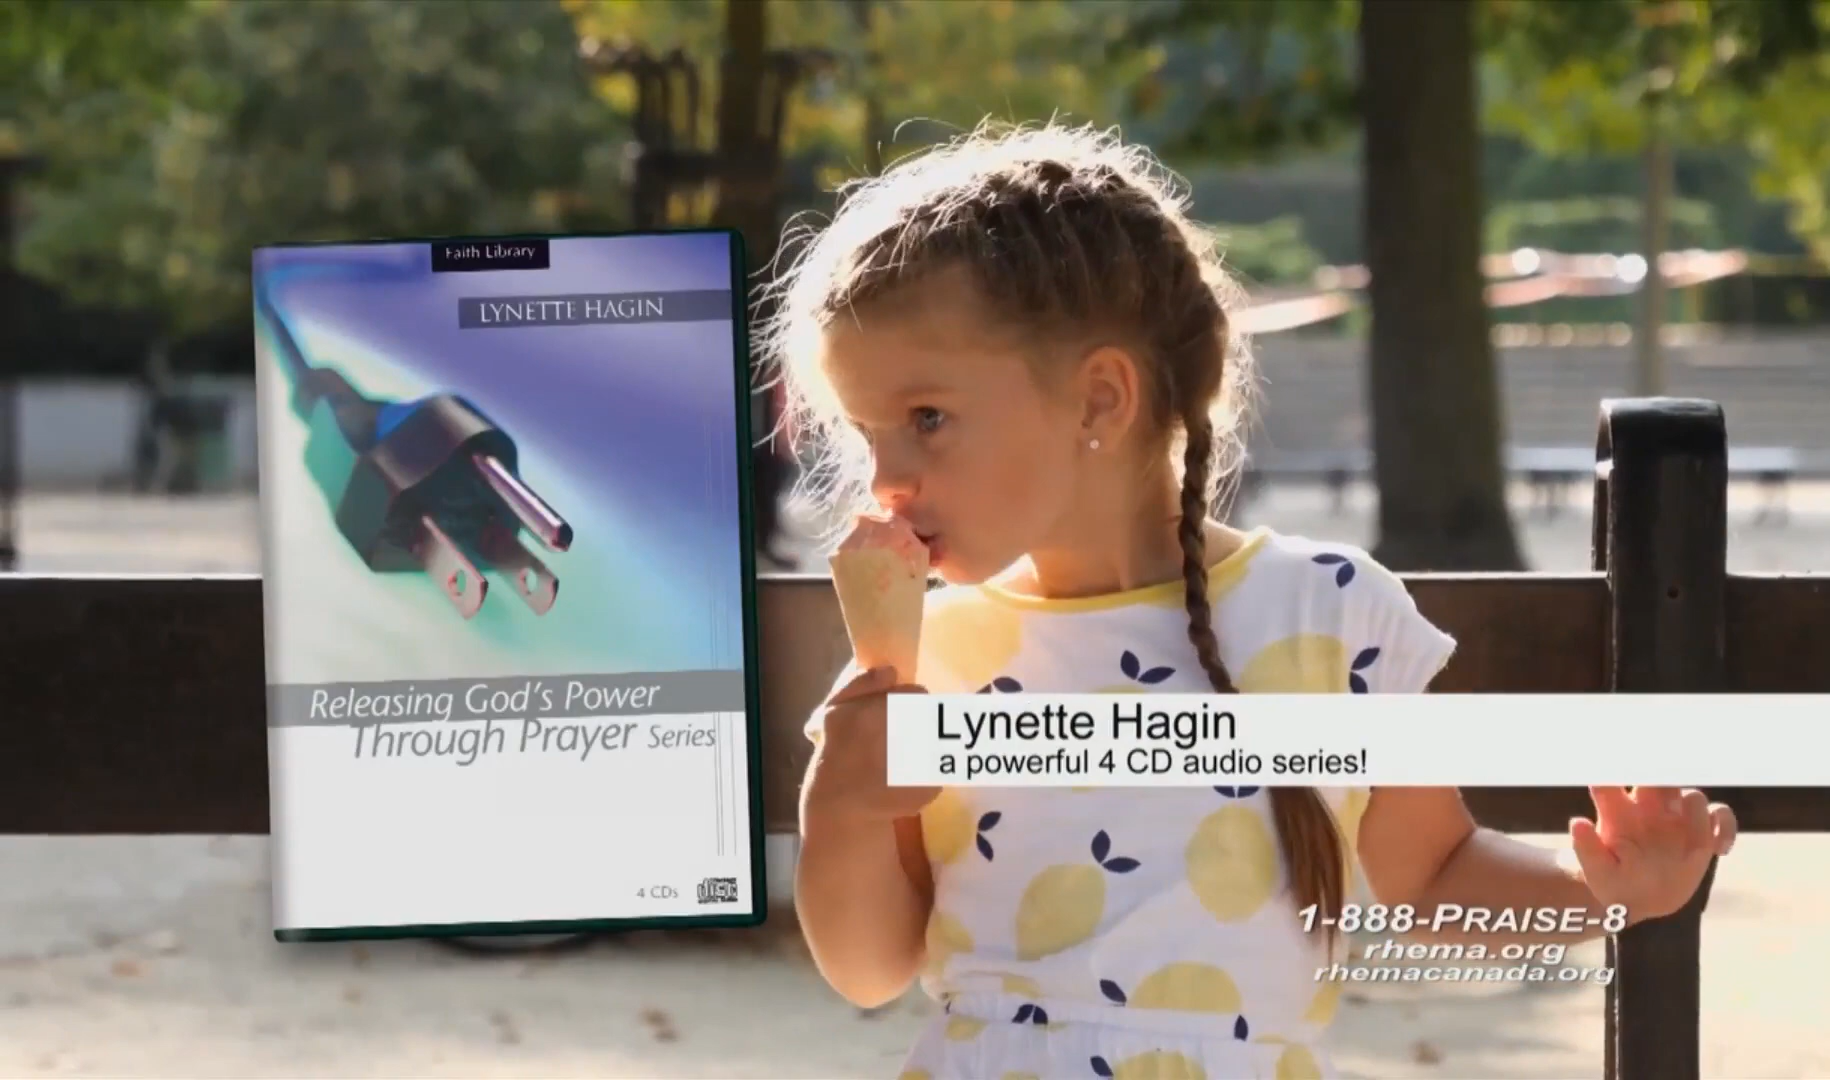 Faith Library
LYNETTE HAGIN
Releasing God's Power
Through Prayer Series
4 CDs
disc
Lynette Hagin
a powerful 4 CD audio series!
1-888-PRAISE-8
rhema.org
rhemacanada.org